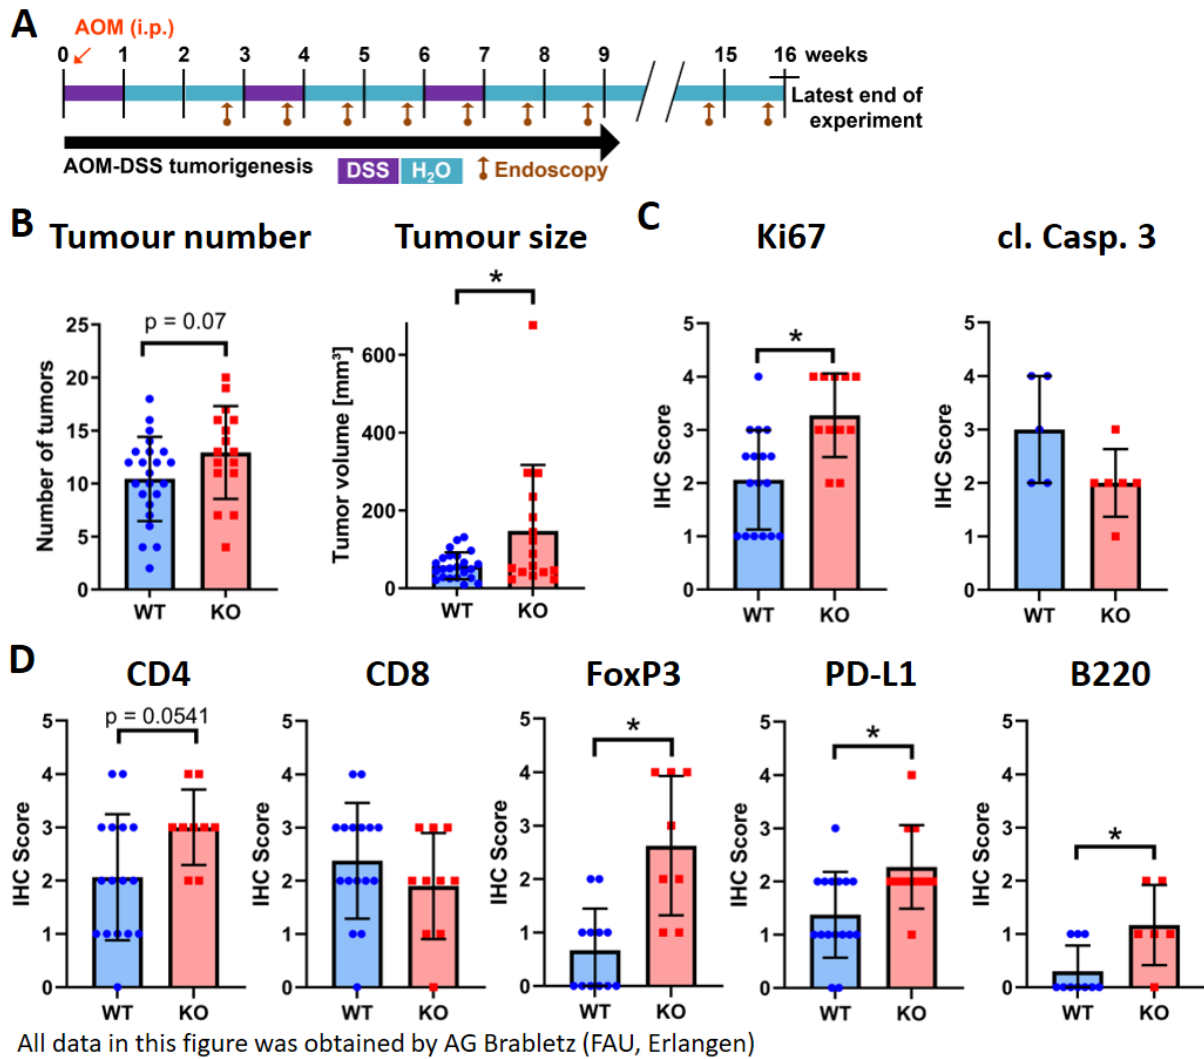 A
AOM (i.p.)
0 1 2 3 4 5 6 7 8 9 15 16 weeks
Latest end of
experiment
AOM-DSS tumorigenesis
DSS H₂O Endoscopy
B
Tumour number
Tumour size
C
Ki67
cl. Casp. 3
p = 0.07
*
*
Number of tumors
25
20
15
10
5
0
WT KO
Tumor volume [mm³]
600
400
200
0
WT KO
IHC Score
5
4
3
2
1
0
WT KO
IHC Score
5
4
3
2
1
0
WT KO
D
CD4
CD8
FoxP3
PD-L1
B220
p = 0.0541
*
*
*
IHC Score
5
4
3
2
1
0
WT KO
IHC Score
5
4
3
2
1
0
WT KO
IHC Score
5
4
3
2
1
0
WT KO
IHC Score
5
4
3
2
1
0
WT KO
IHC Score
5
4
3
2
1
0
WT KO
All data in this figure was obtained by AG Brabletz (FAU, Erlangen)